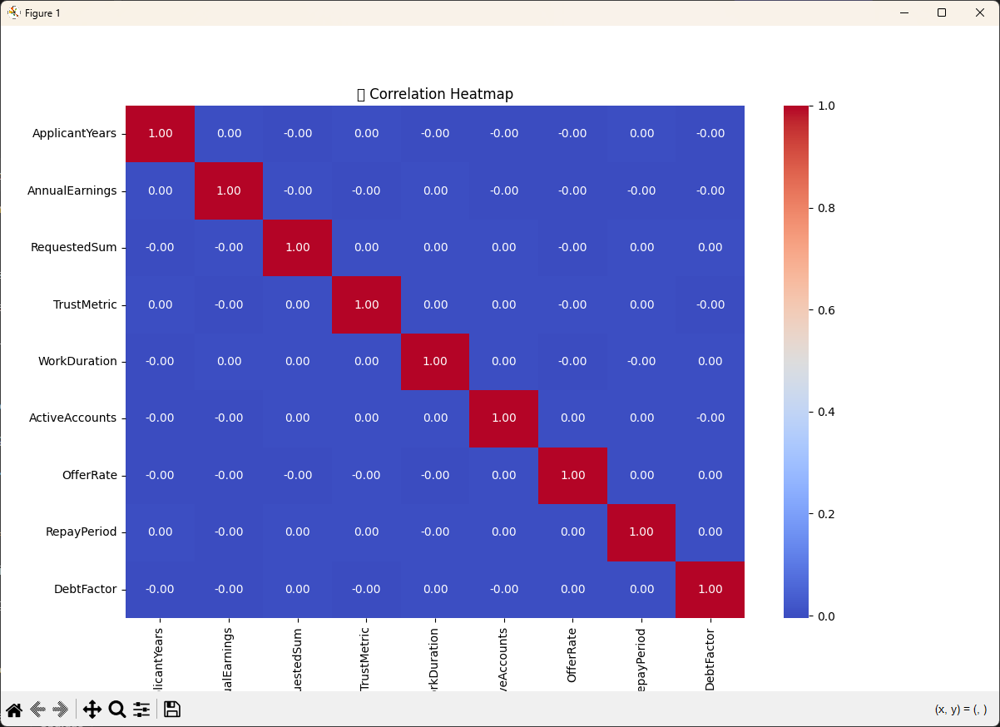 Figure 1
Correlation Heatmap
ApplicantYears 1.00 0.00 -0.00 0.00 -0.00 -0.00 -0.00 0.00 -0.00
AnnualEarnings 0.00 1.00 -0.00 -0.00 0.00 -0.00 -0.00 -0.00 -0.00
RequestedSum -0.00 -0.00 1.00 0.00 0.00 0.00 -0.00 0.00 0.00
TrustMetric 0.00 -0.00 0.00 1.00 0.00 0.00 -0.00 0.00 -0.00
WorkDuration -0.00 0.00 0.00 0.00 1.00 0.00 -0.00 -0.00 0.00
ActiveAccounts -0.00 -0.00 0.00 0.00 0.00 1.00 0.00 0.00 -0.00
OfferRate -0.00 -0.00 -0.00 -0.00 -0.00 0.00 1.00 0.00 0.00
RepayPeriod 0.00 -0.00 0.00 0.00 -0.00 0.00 0.00 1.00 0.00
DebtFactor -0.00 -0.00 0.00 -0.00 0.00 -0.00 0.00 0.00 1.00
licantYears
ualEarnings
uestedSum
TrustMetric
rkDuration
veAccounts
OfferRate
epayPeriod
DebtFactor
1.0
0.8
0.6
0.4
0.2
0.0
(x, y) = (, )